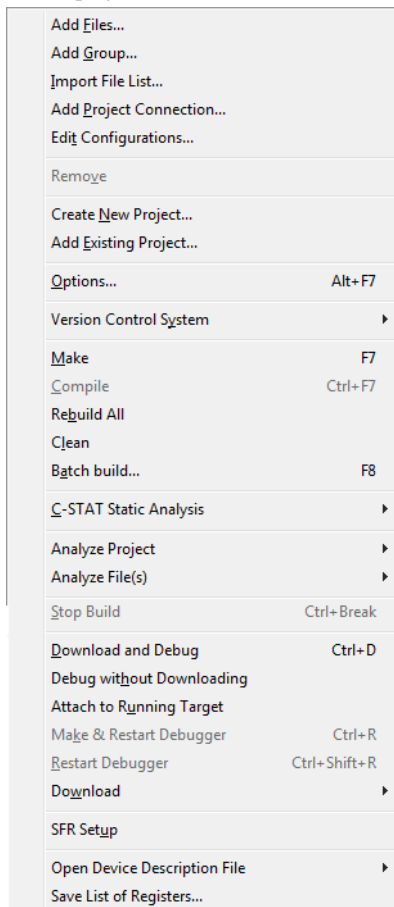 Add Files...
Add Group...
Import File List...
Add Project Connection...
Edit Configurations...
Remove
Create New Project...
Add Existing Project...
Options... Alt+F7
Version Control System
Make F7
Compile Ctrl+F7
Rebuild All
Clean
Batch build... F8
C-STAT Static Analysis
Analyze Project
Analyze File(s)
Stop Build Ctrl+Break
Download and Debug Ctrl+D
Debug without Downloading
Attach to Running Target
Make & Restart Debugger Ctrl+R
Restart Debugger Ctrl+Shift+R
Download
SFR Setup
Open Device Description File
Save List of Registers...